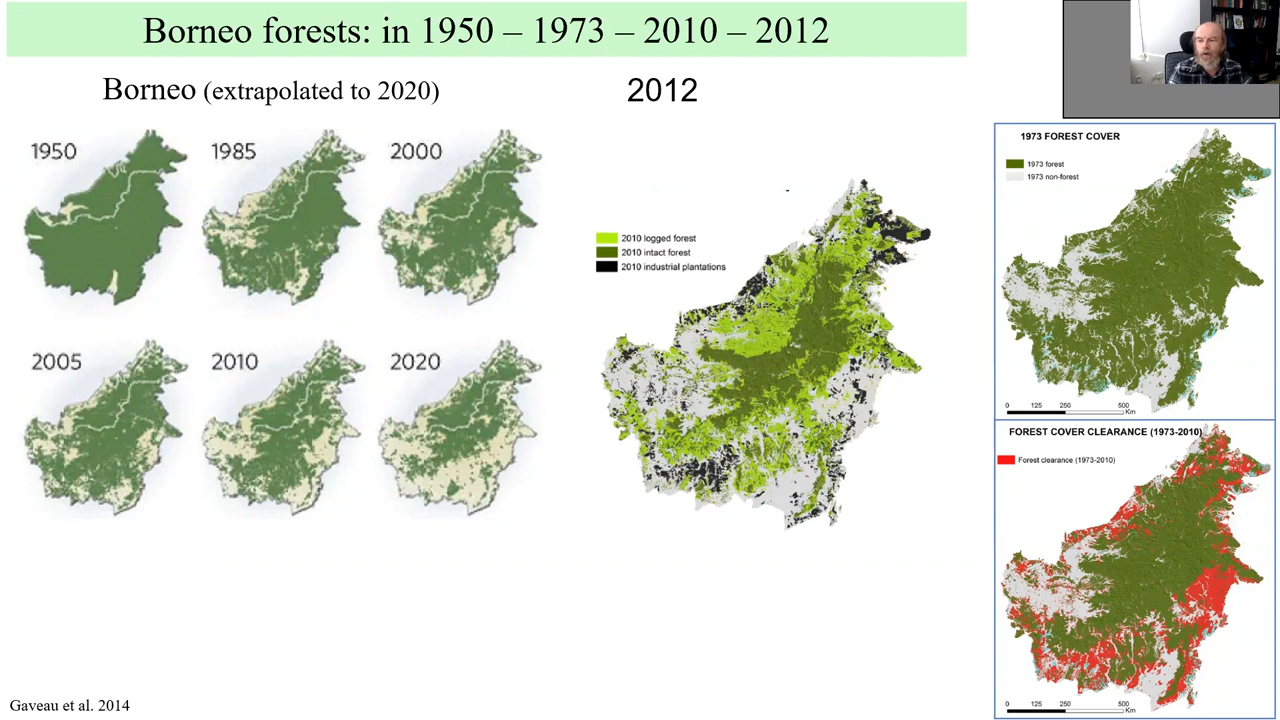 Borneo forests: in 1950 – 1973 – 2010 – 2012
Borneo (extrapolated to 2020)
2012
1950
1985
2000
2005
2010
2020
2010 logged forest
2010 intact forest
2010 industrial plantations
1973 FOREST COVER
1973 forest
1973 non-forest
0 125 250 500
Km
FOREST COVER CLEARANCE (1973-2010)
Forest clearance (1973-2010)
0 125 250 500
Km
Gaveau et al. 2014